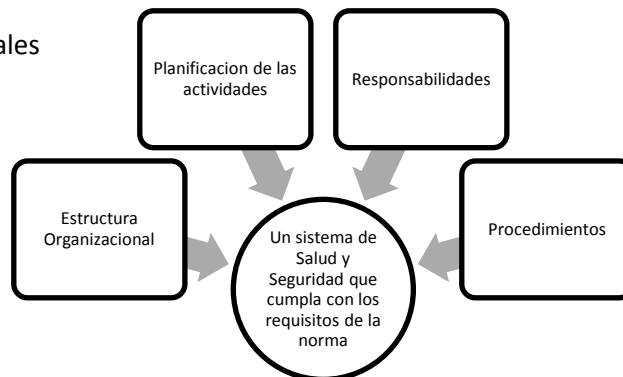 ales
Planificacion de las
actividades
Responsabilidades
Estructura
Organizacional
Procedimientos
Un sistema de
Salud y
Seguridad que
cumpla con los
requisitos de la
norma